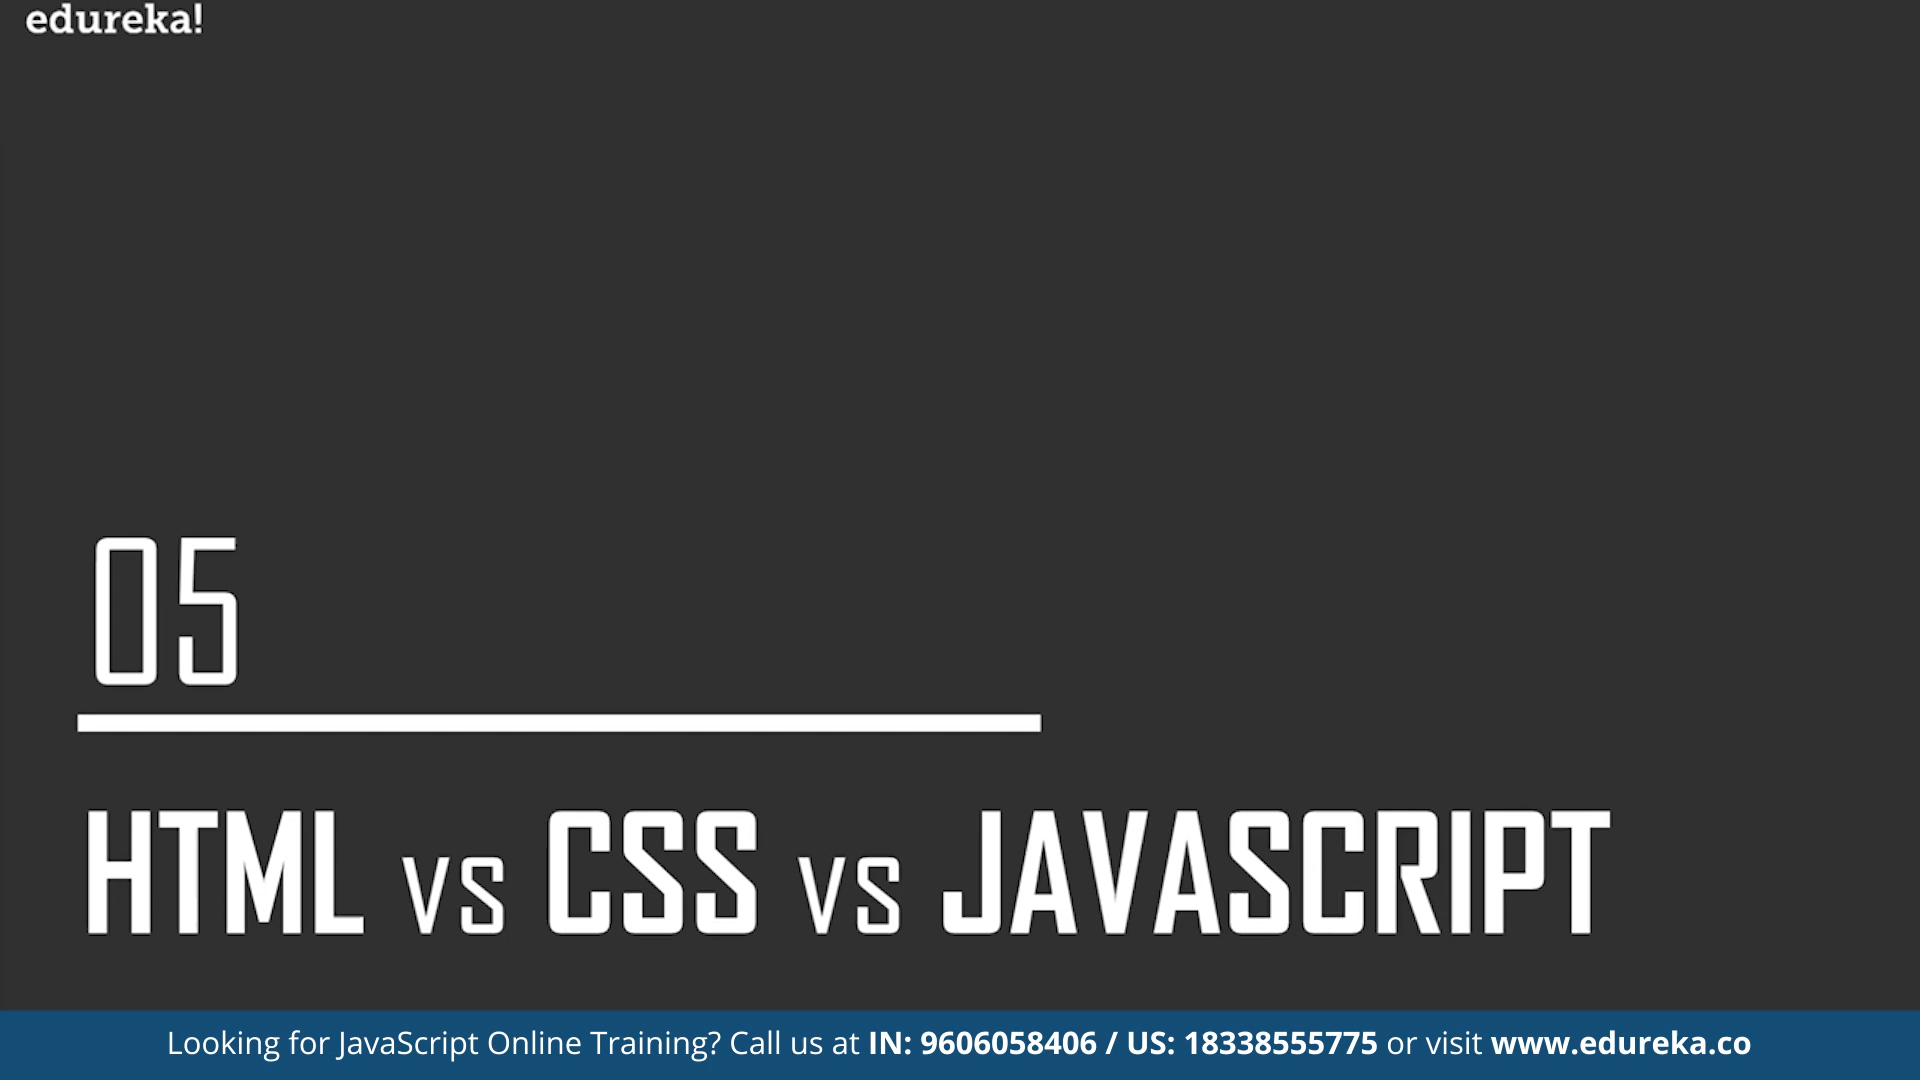 edureka!
05
HTML VS CSS VS JAVASCRIPT
Looking for JavaScript Online Training? Call us at IN: 9606058406 / US: 18338555775 or visit www.edureka.co